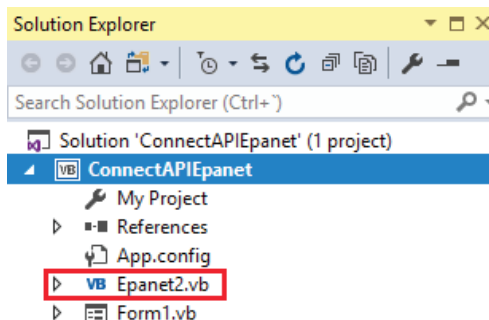 Solution Explorer
Search Solution Explorer (Ctrl+`)
Solution 'ConnectAPIEpanet' (1 project)
VB ConnectAPIEpanet
My Project
References
App.config
VB Epanet2.vb
Form1.vb